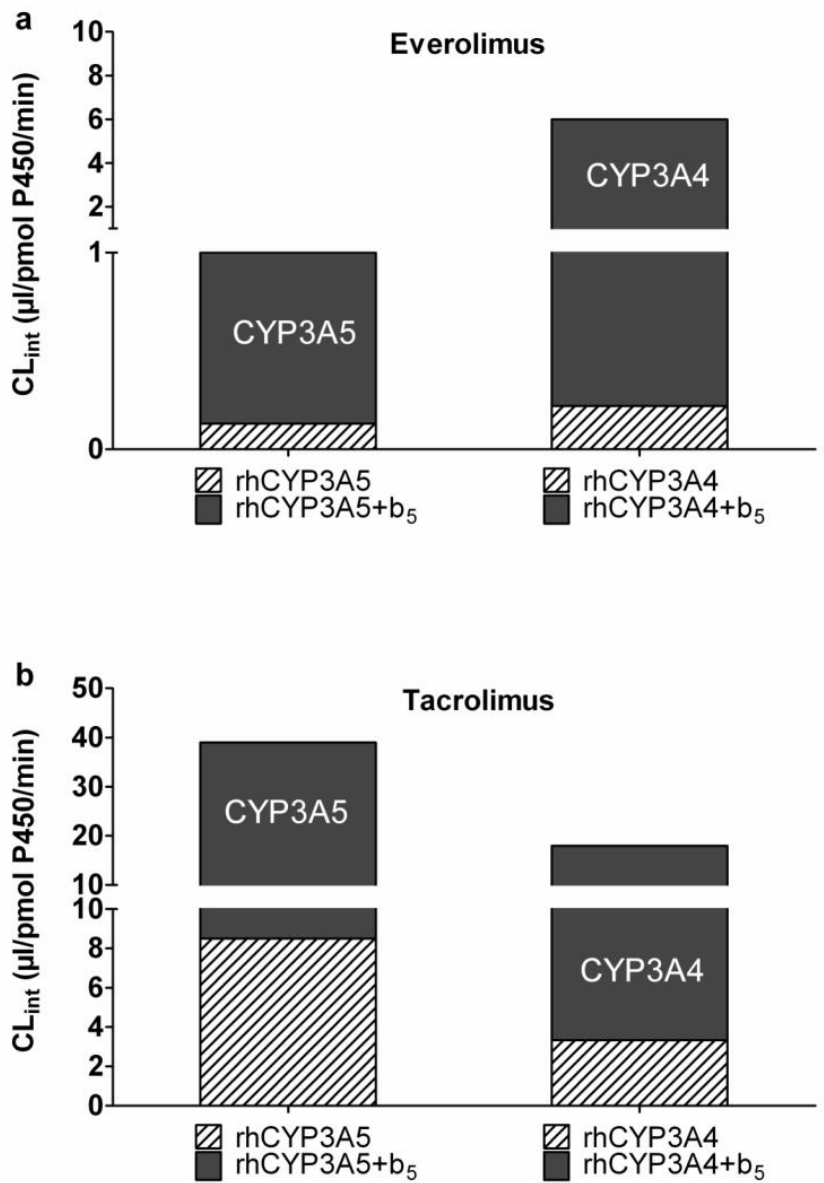 a
Everolimus
CL_int (µl/pmol P450/min)
10
8
6
4
2
1
0
CYP3A5
CYP3A4
rhCYP3A5
rhCYP3A5+b₅
rhCYP3A4
rhCYP3A4+b₅
b
Tacrolimus
CL_int (µl/pmol P450/min)
50
40
30
20
10
10
8
6
4
2
0
CYP3A5
CYP3A4
rhCYP3A5
rhCYP3A5+b₅
rhCYP3A4
rhCYP3A4+b₅